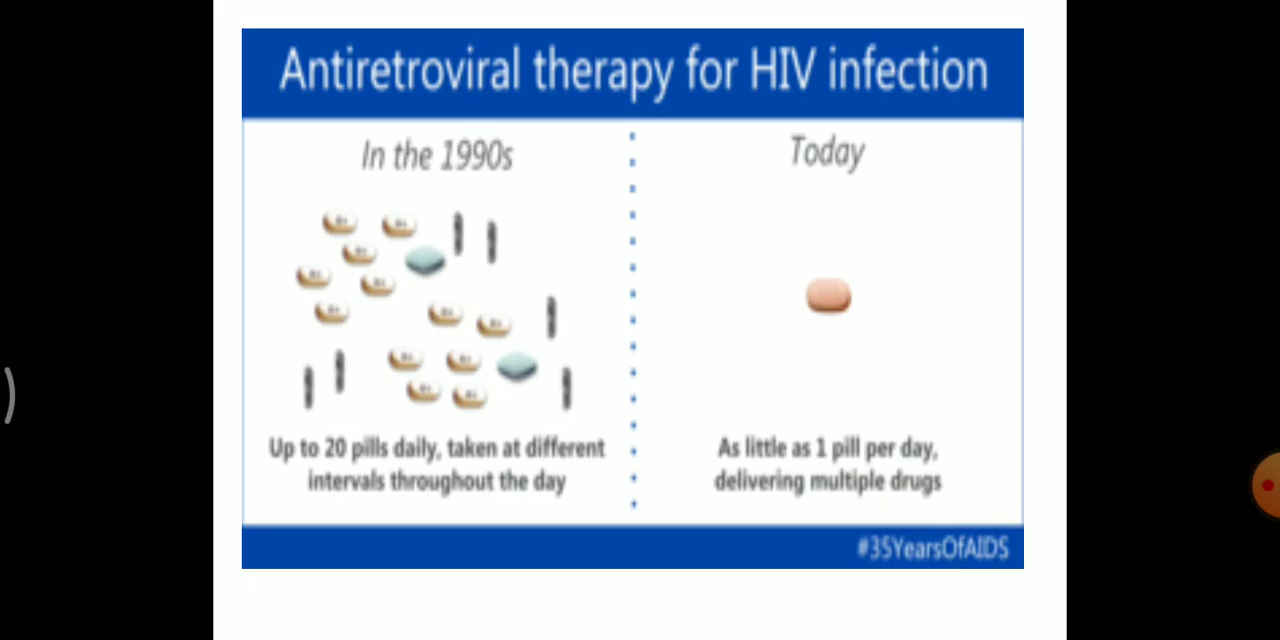 Antiretroviral therapy for HIV infection
In the 1990s
Up to 20 pills daily, taken at different
intervals throughout the day
Today
As little as 1 pill per day,
delivering multiple drugs
#35YearsOfAIDS